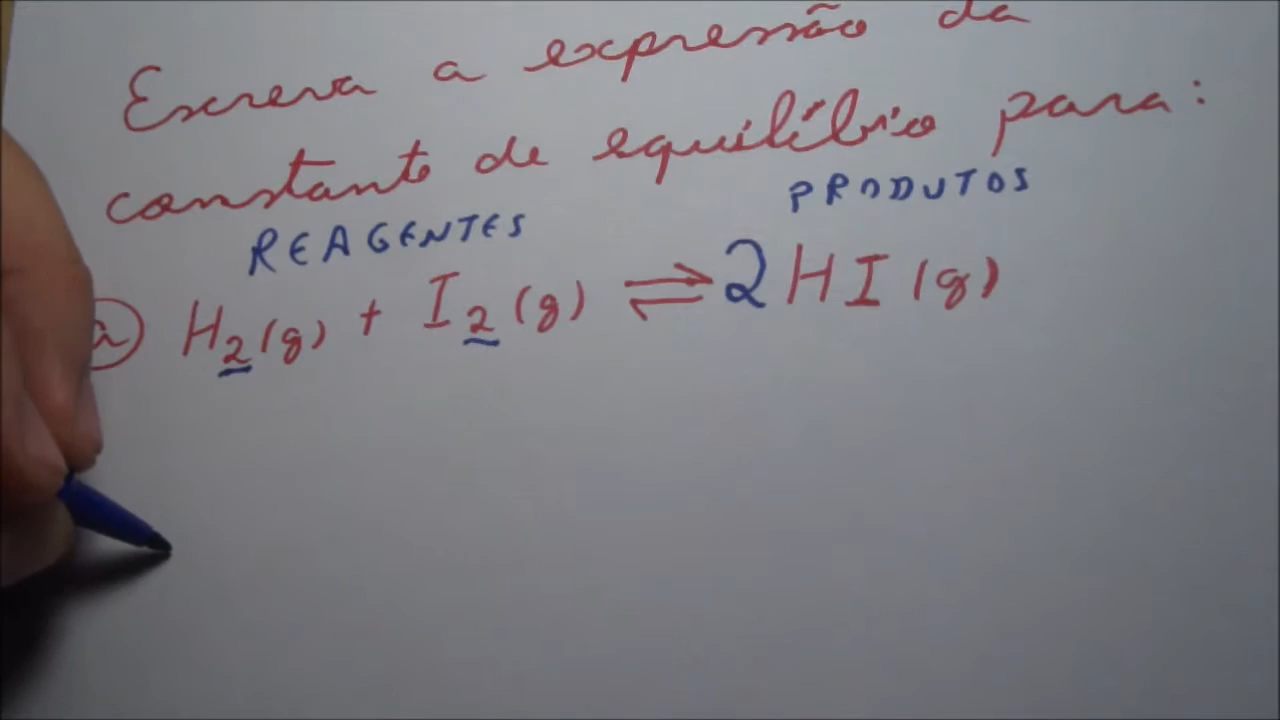 Escreva a expressão da
constante de equilíbrio para:
REAGENTES PRODUTOS
a) H₂(g) + I₂(g) ⇌ 2HI(g)